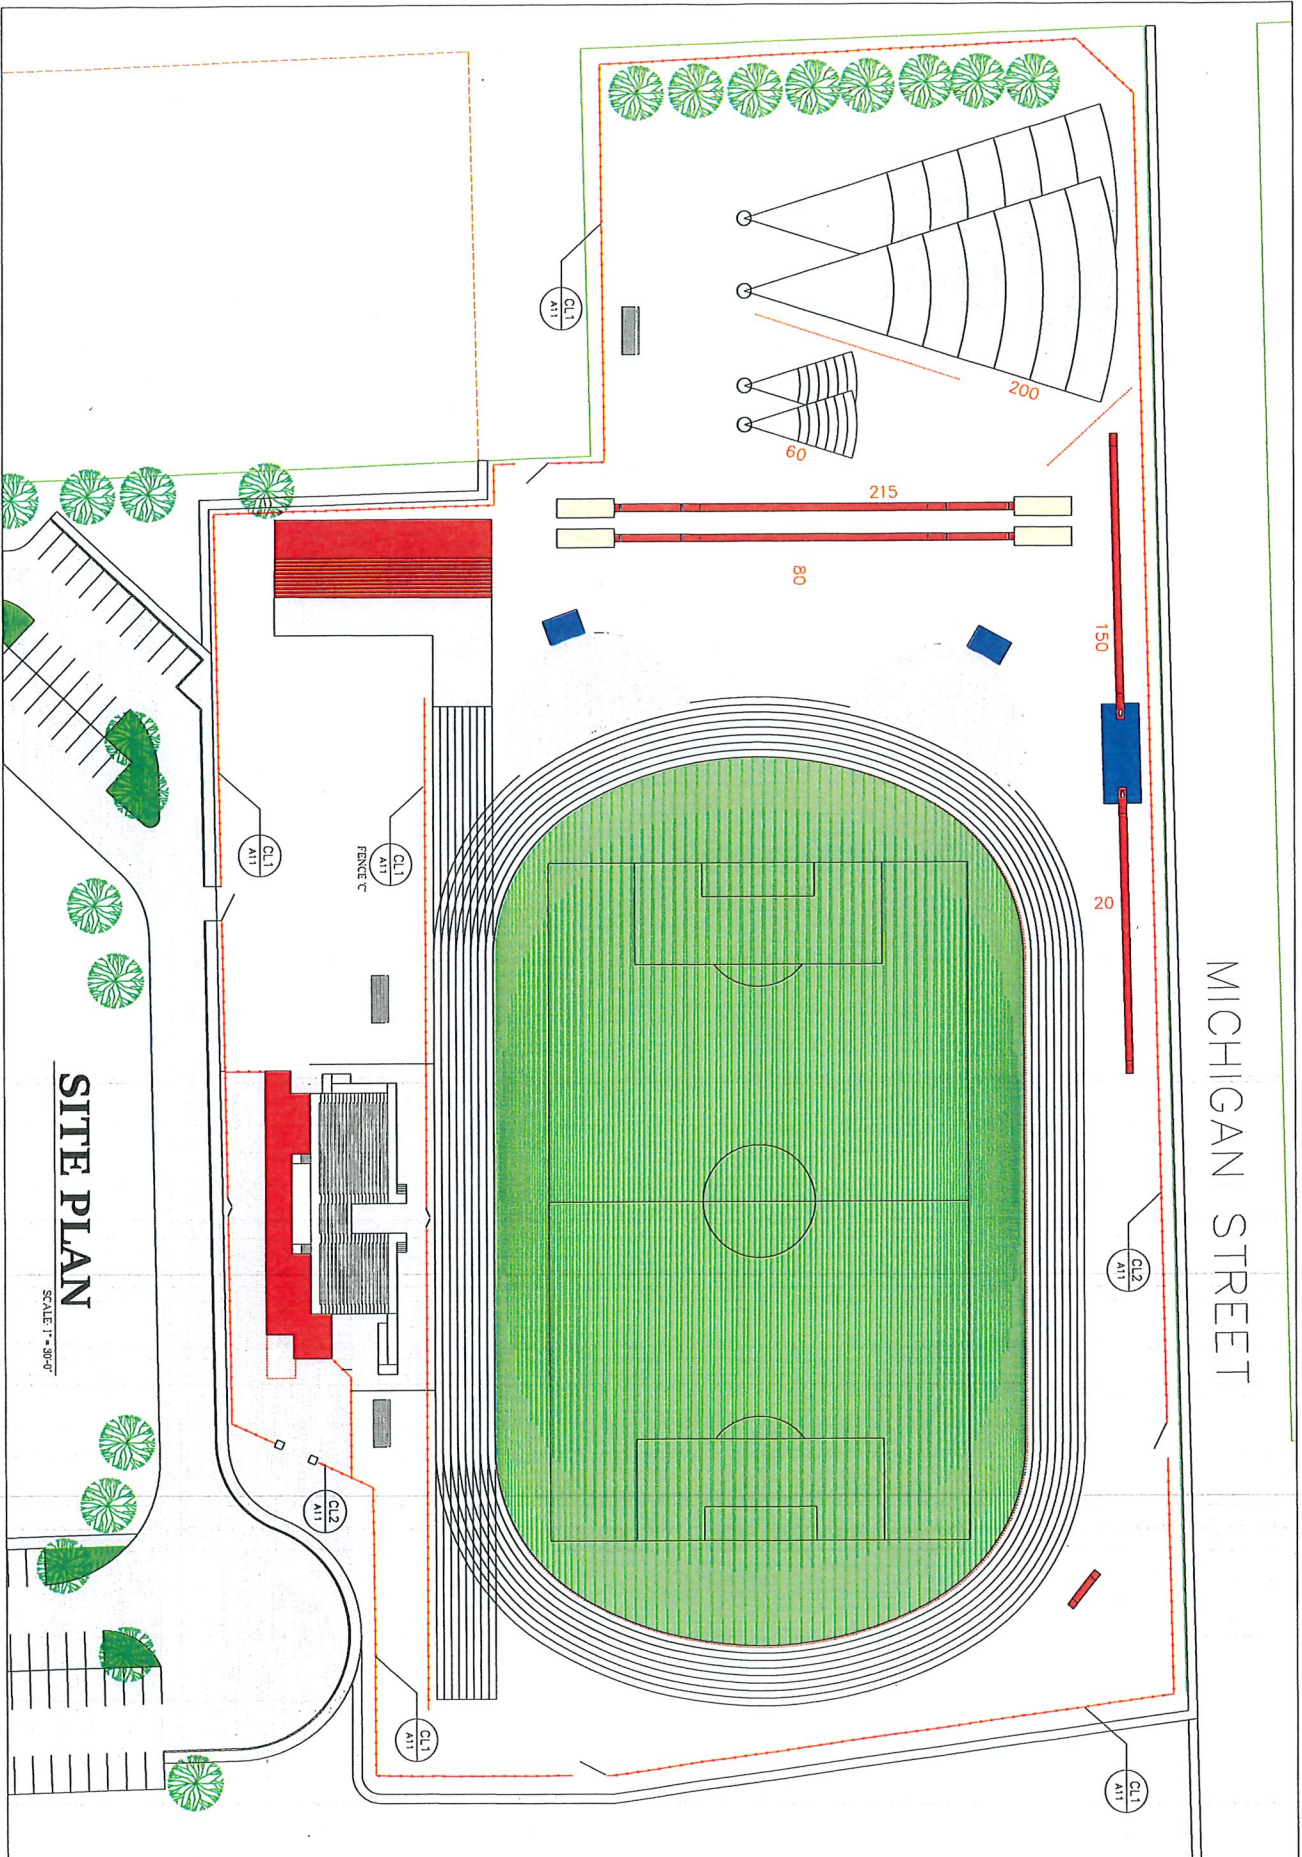 MICHIGAN STREET
CL1
A11
200
60
215
80
150
20
CL1
A11
CL1
A11
FENCE 'C'
CL2
A11
CL2
A11
CL1
A11
CL1
A11
SITE PLAN
SCALE: 1" = 30'-0"